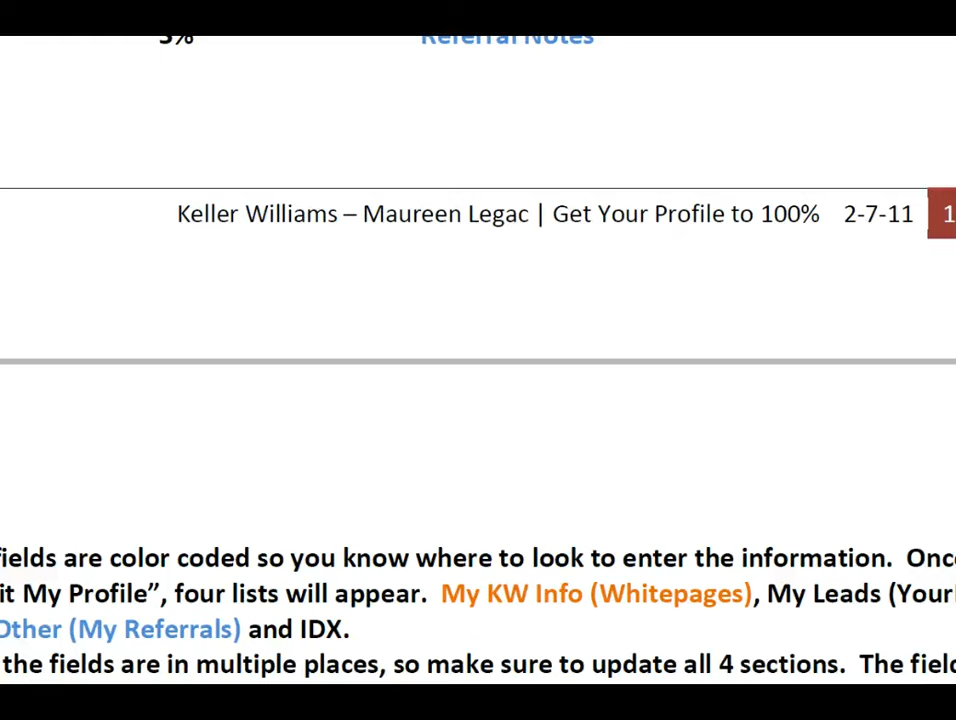 Referral Notes
Keller Williams – Maureen Legac | Get Your Profile to 100% 2-7-11 1
fields are color coded so you know where to look to enter the information. Once
it My Profile”, four lists will appear. My KW Info (Whitepages), My Leads (Your
Other (My Referrals) and IDX.
the fields are in multiple places, so make sure to update all 4 sections. The field